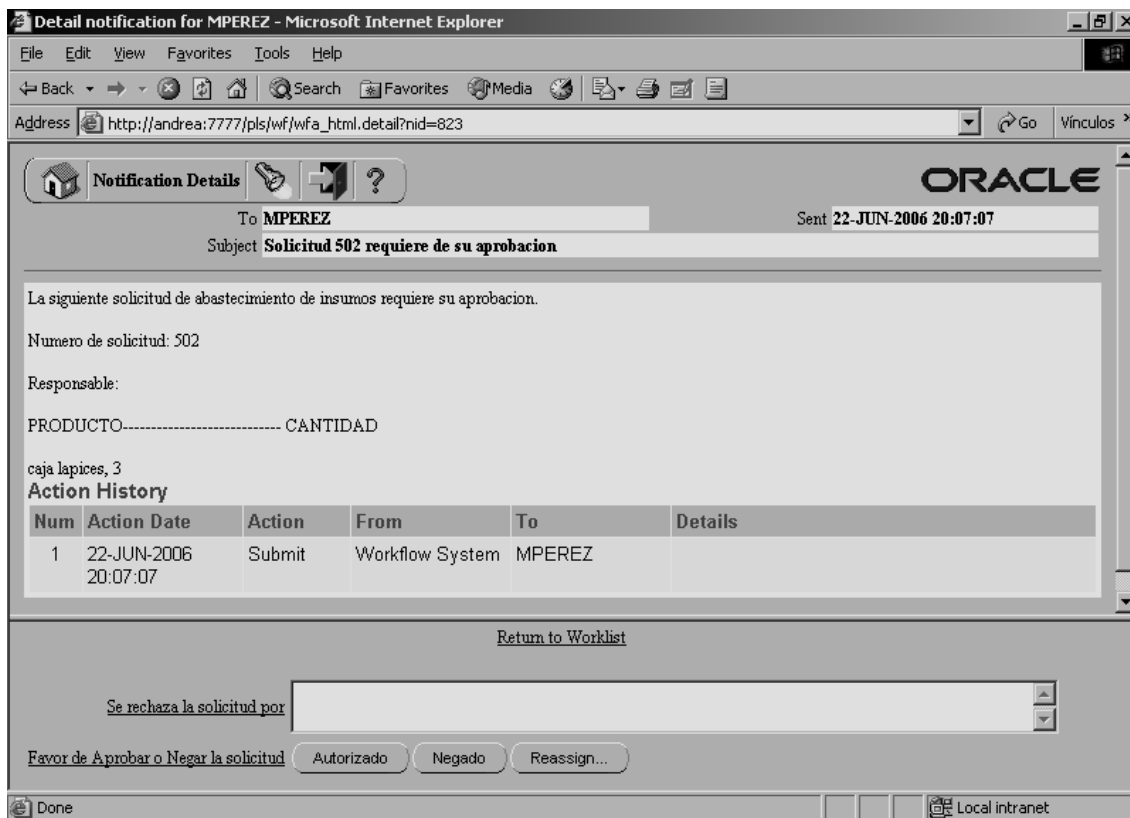 Detail notification for MPEREZ - Microsoft Internet Explorer
File Edit View Favorites Tools Help
Back Search Favorites Media
Address http://andrea:7777/pls/wf/wfa_html.detail?nid=823 Go Vínculos »
Notification Details ? ORACLE
To MPEREZ Sent 22-JUN-2006 20:07:07
Subject Solicitud 502 requiere de su aprobacion
La siguiente solicitud de abastecimiento de insumos requiere su aprobacion.
Numero de solicitud: 502
Responsable:
PRODUCTO---------------------------- CANTIDAD
caja lapices, 3
Action History
Num Action Date Action From To Details
1 22-JUN-2006 Submit Workflow System MPEREZ
20:07:07
Return to Worklist
Se rechaza la solicitud por
Favor de Aprobar o Negar la solicitud Autorizado Negado Reassign...
Done Local intranet